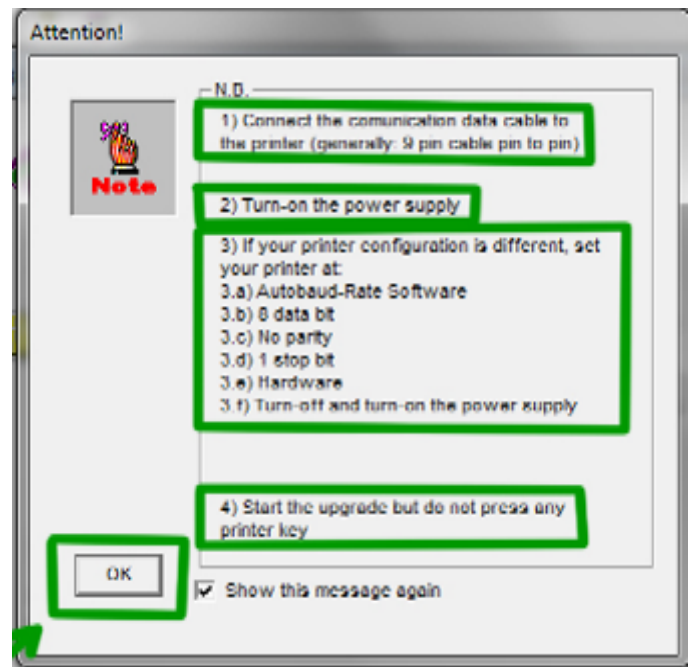 Attention!
N.B.
1) Connect the comunication data cable to
the printer (generally: 9 pin cable pin to pin)
Note
2) Turn-on the power supply
3) If your printer configuration is different, set
your printer at:
3.a) Autobaud-Rate Software
3.b) 8 data bit
3.c) No parity
3.d) 1 stop bit
3.e) Hardware
3.f) Turn-off and turn-on the power supply
4) Start the upgrade but do not press any
printer key
OK
Show this message again